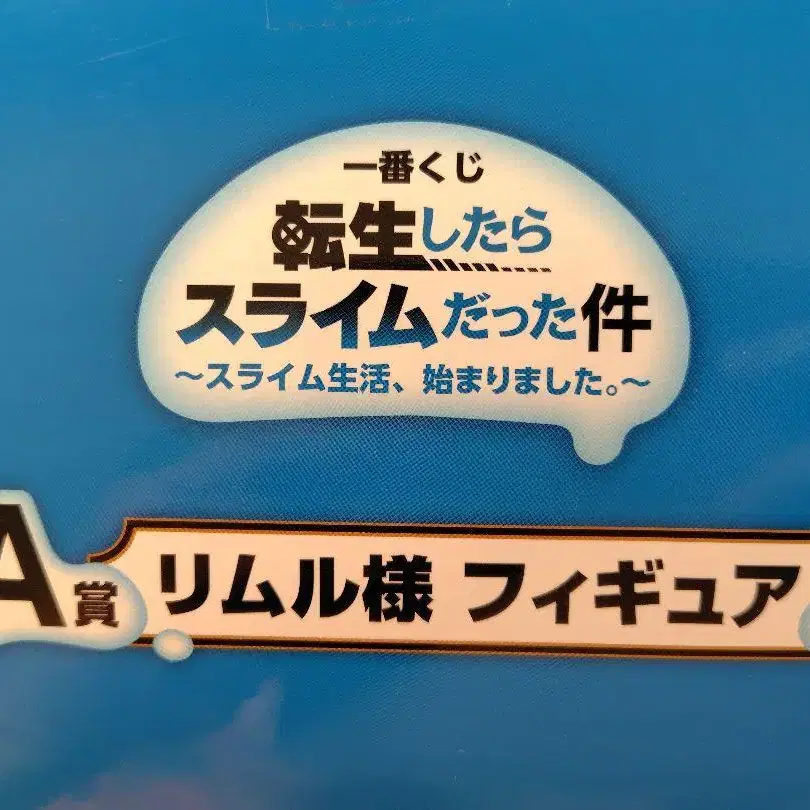 一番くじ
転生したら
スライムだった件
～スライム生活、始まりました。～
A賞 リムル様 フィギュア